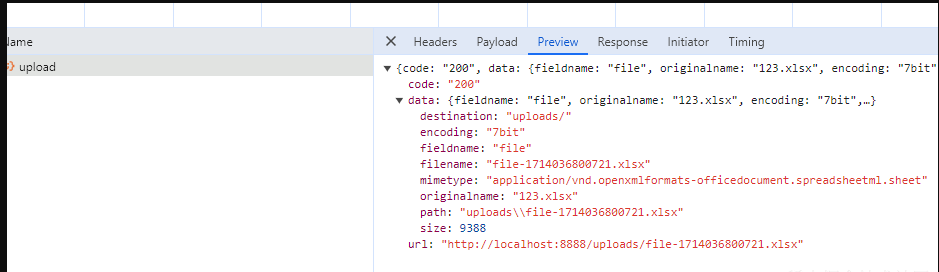 Name
Headers Payload Preview Response Initiator Timing
upload
{code: "200", data: {fieldname: "file", originalname: "123.xlsx", encoding: "7bit"
code: "200"
data: {fieldname: "file", originalname: "123.xlsx", encoding: "7bit",…}
destination: "uploads/"
encoding: "7bit"
fieldname: "file"
filename: "file-1714036800721.xlsx"
mimetype: "application/vnd.openxmlformats-officedocument.spreadsheetml.sheet"
originalname: "123.xlsx"
path: "uploads\\file-1714036800721.xlsx"
size: 9388
url: "http://localhost:8888/uploads/file-1714036800721.xlsx"